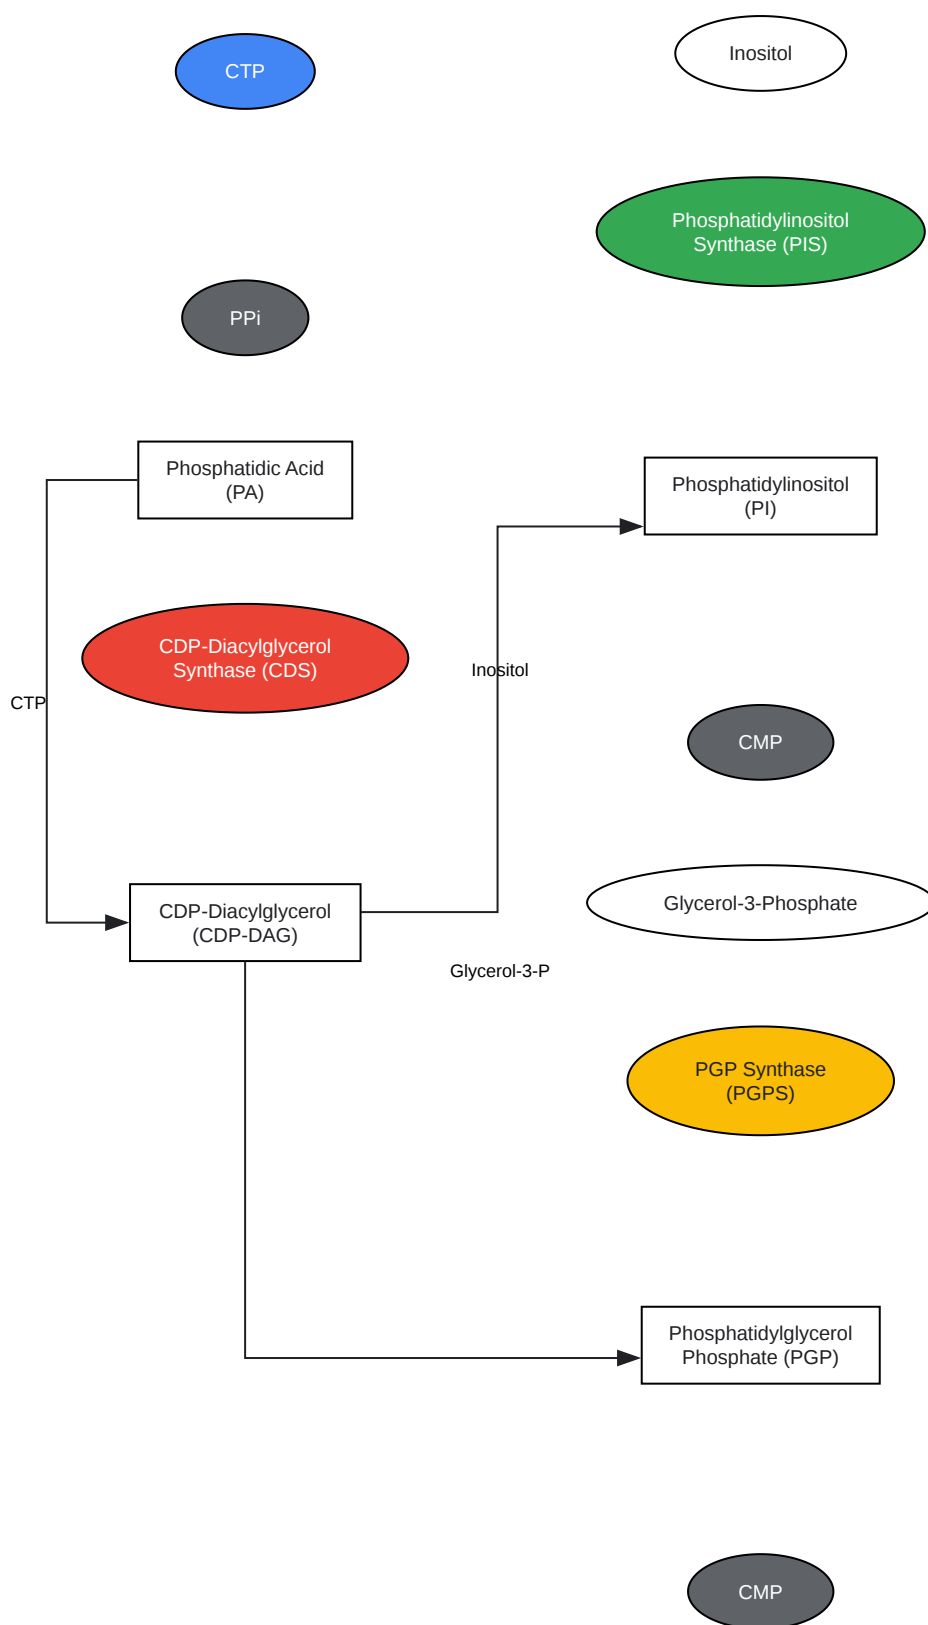 CTP
Inositol
Phosphatidylinositol
Synthase (PIS)
PPi
Phosphatidic Acid
(PA)
Phosphatidylinositol
(PI)
CDP-Diacylglycerol
Synthase (CDS)
Inositol
CTP
CMP
CDP-Diacylglycerol
(CDP-DAG)
Glycerol-3-Phosphate
Glycerol-3-P
PGP Synthase
(PGPS)
Phosphatidylglycerol
Phosphate (PGP)
CMP